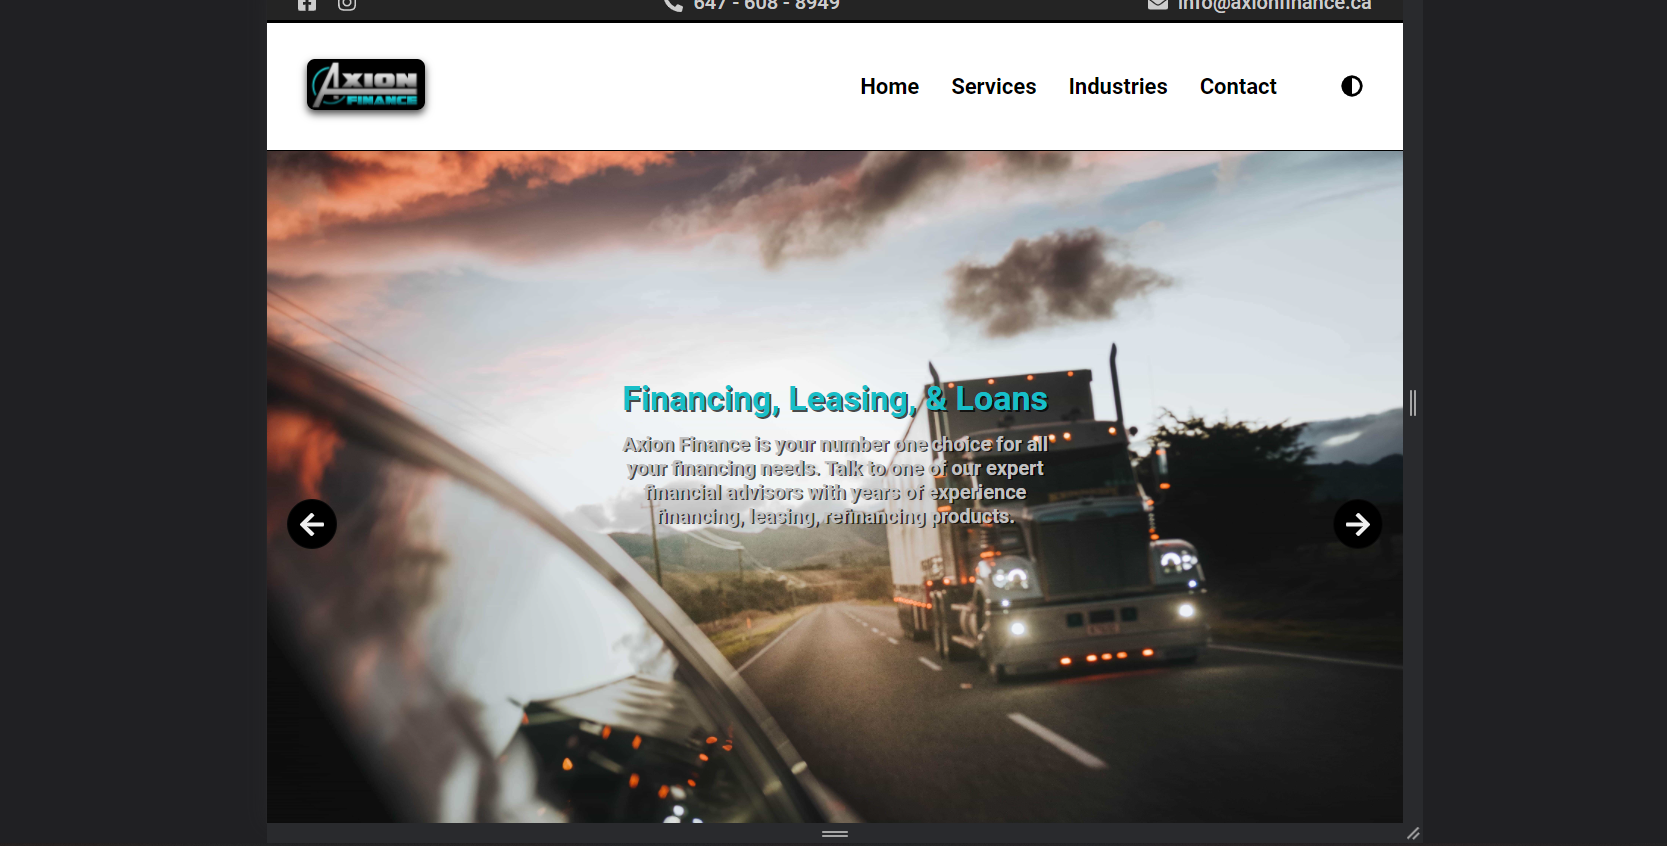 647 - 608 - 8949
info@axionfinance.ca
AXION
FINANCE
Home Services Industries Contact
Financing, Leasing, & Loans
Axion Finance is your number one choice for all
your financing needs. Talk to one of our expert
financial advisors with years of experience
financing, leasing, refinancing products.